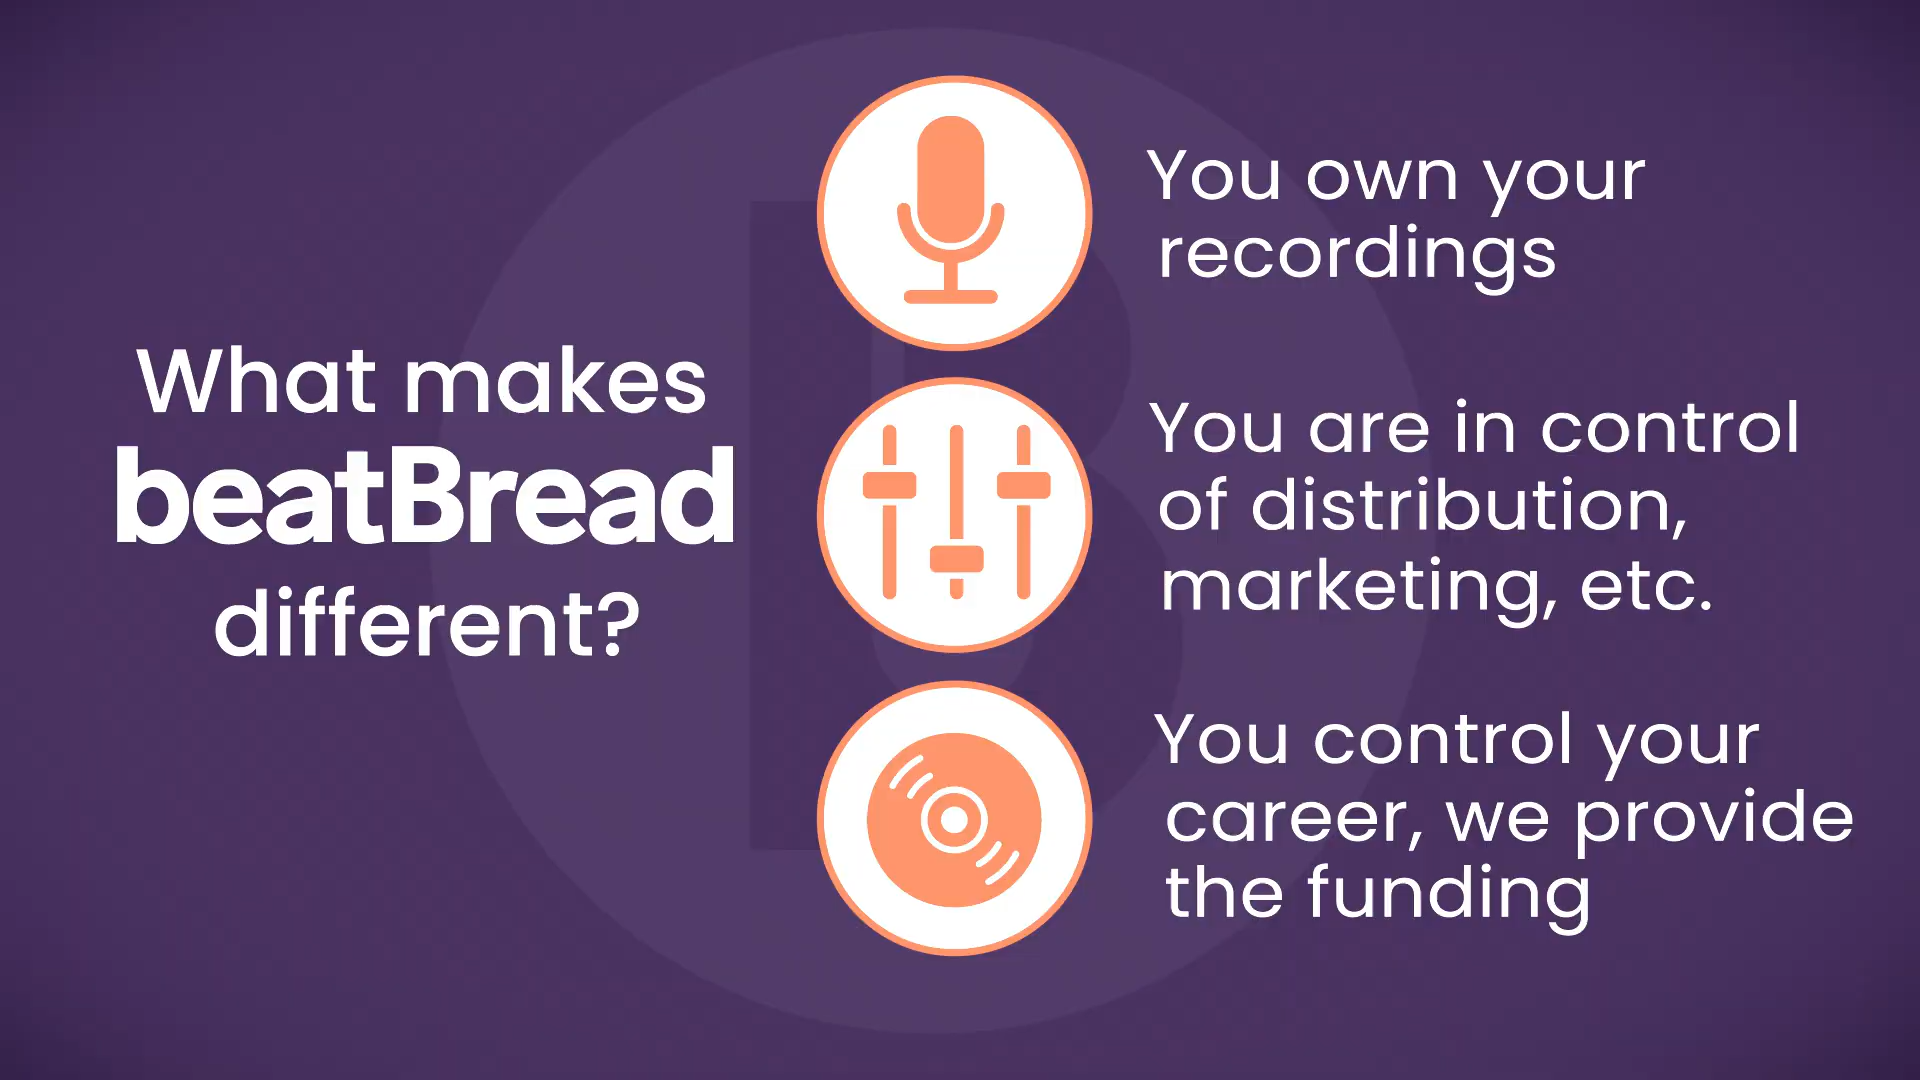 What makes
beatBread
different?
You own your
recordings
You are in control
of distribution,
marketing, etc.
You control your
career, we provide
the funding